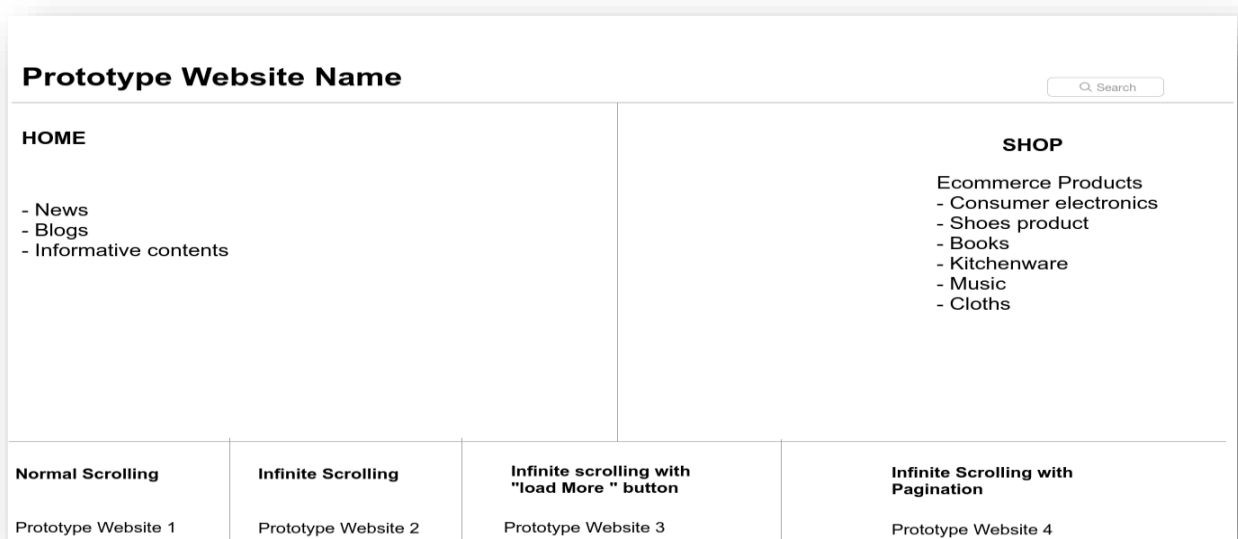 Prototype Website Name
Search
HOME
- News
- Blogs
- Informative contents
SHOP
Ecommerce Products
- Consumer electronics
- Shoes product
- Books
- Kitchenware
- Music
- Cloths
Normal Scrolling
Prototype Website 1
Infinite Scrolling
Prototype Website 2
Infinite scrolling with
"load More " button
Prototype Website 3
Infinite Scrolling with
Pagination
Prototype Website 4